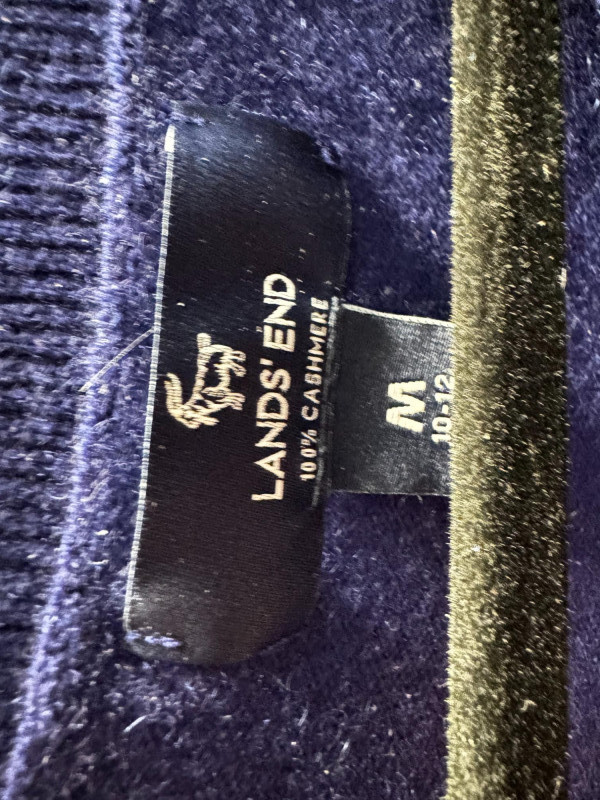 LANDS' END
100% CASHMERE
M
10-12